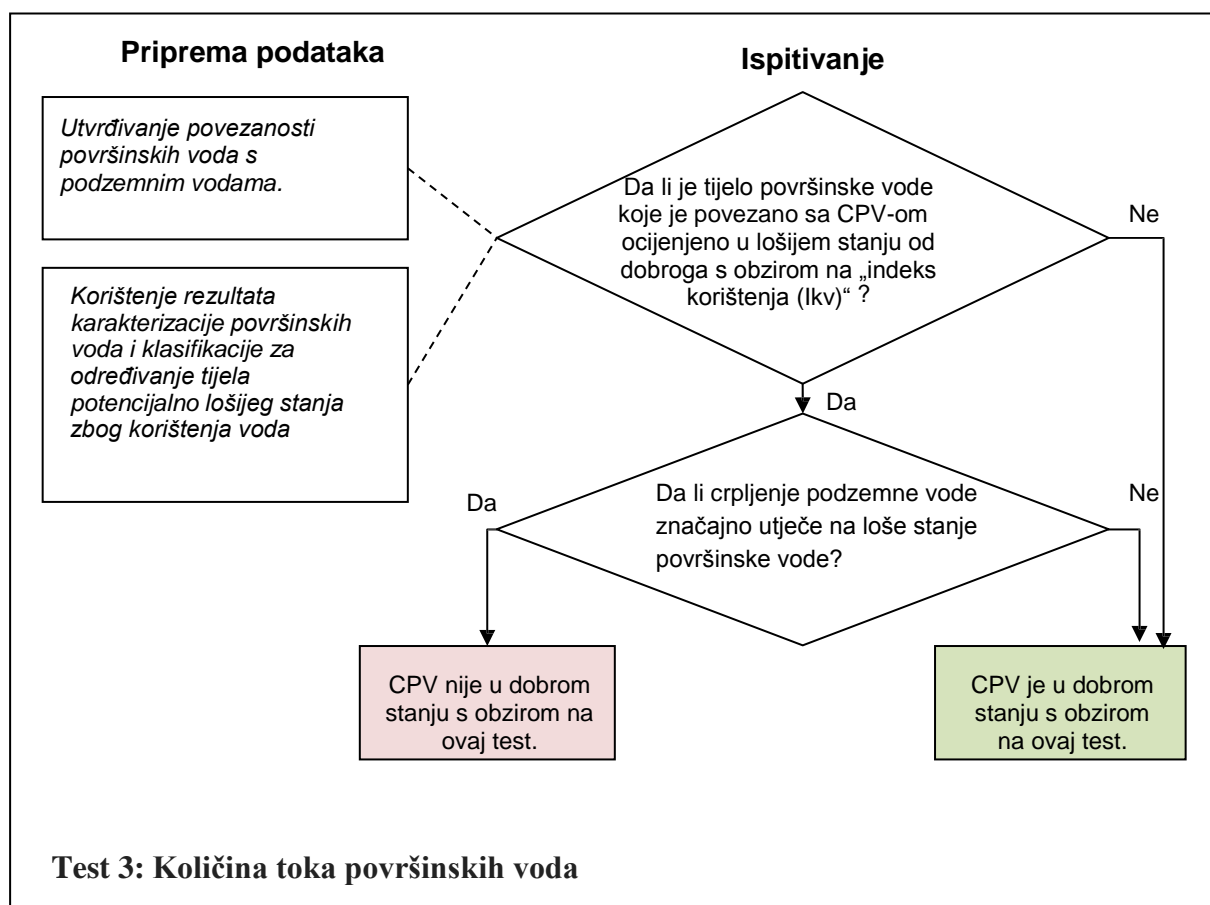 Priprema podataka
Ispitivanje
Utvrđivanje povezanosti
površinskih voda s
podzemnim vodama.
Korištenje rezultata
karakterizacije površinskih
voda i klasifikacije za
određivanje tijela
potencijalno lošijeg stanja
zbog korištenja voda
Da li je tijelo površinske vode
koje je povezano sa CPV-om
ocijenjeno u lošijem stanju od
dobroga s obzirom na „indeks
korištenja (Ikv)“ ?
Ne
Da
Da li crpljenje podzemne vode
značajno utječe na loše stanje
površinske vode?
Da
Ne
CPV nije u dobrom
stanju s obzirom na
ovaj test.
CPV je u dobrom
stanju s obzirom
na ovaj test.
Test 3: Količina toka površinskih voda